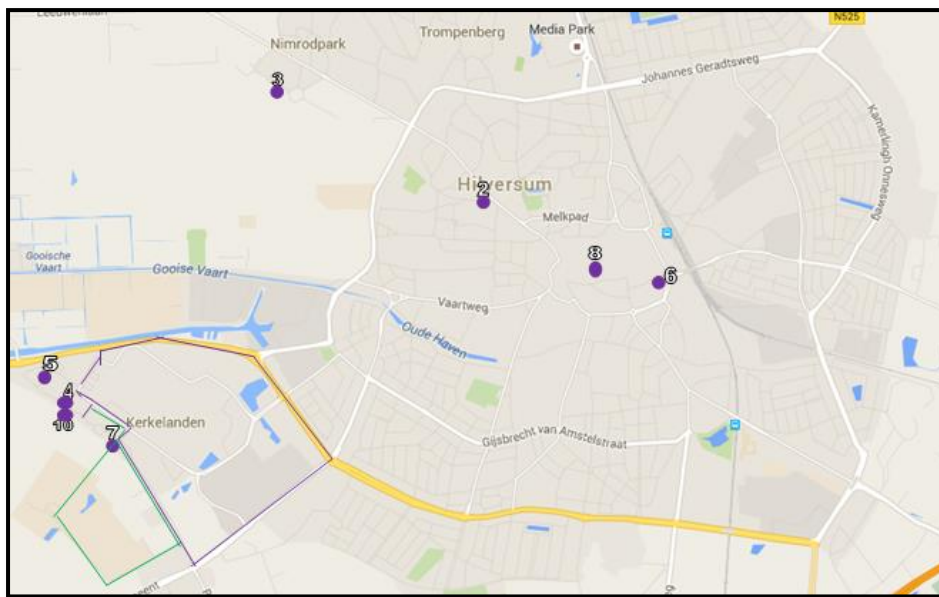 N525
Trompenberg
Media Park
Nimrodpark
3
Johannes Geradtsweg
Kamerlingh Onnesweg
Hilversum
2
Melkpad
Gooische
Vaart
Gooise Vaart
8
6
Vaartweg
Oude Haven
5
4
10
Kerkelanden
7
Gijsbrecht van Amstelstraat